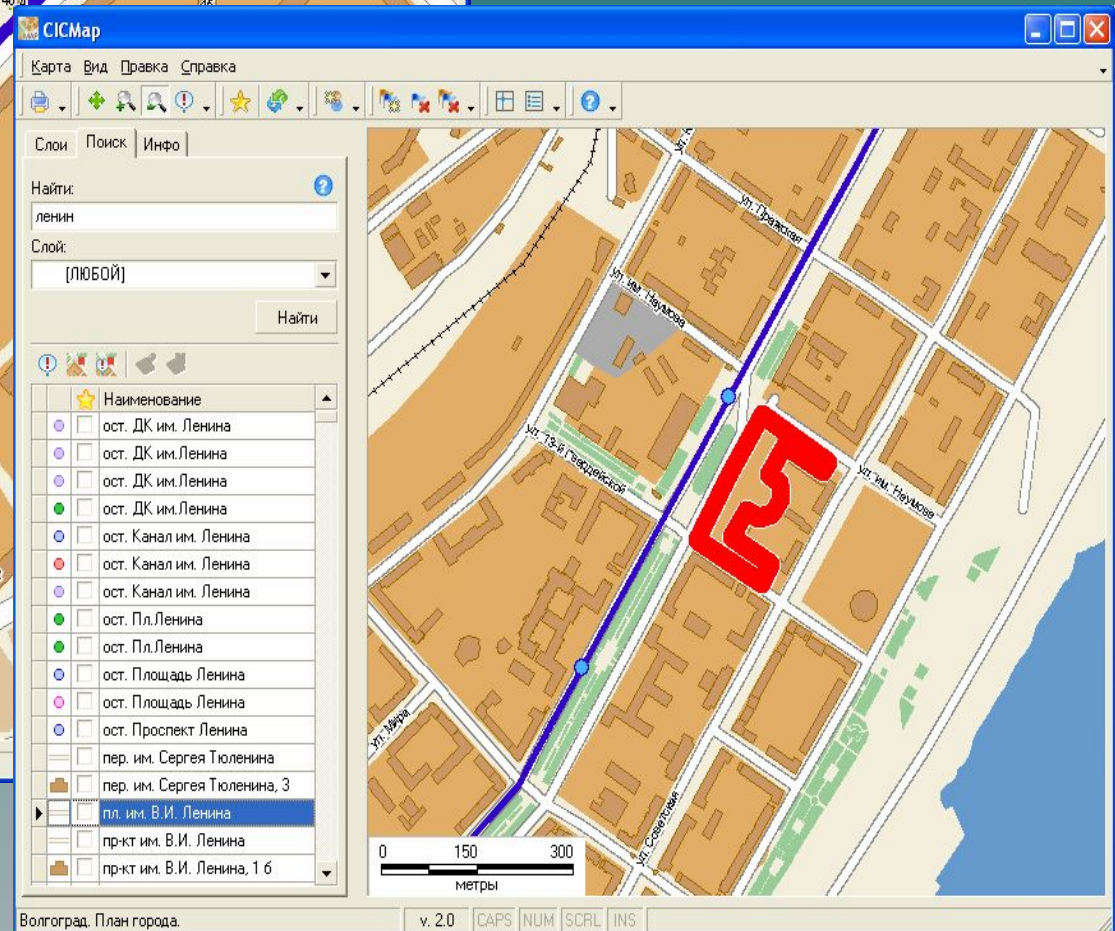 CICMap
Карта Вид Правка Справка
Слои Поиск Инфо
Найти:
ленин
Слой:
[ЛЮБОЙ]
Найти
Наименование
ост. ДК им. Ленина
ост. ДК им.Ленина
ост. ДК им.Ленина
ост. ДК им.Ленина
ост. Канал им. Ленина
ост. Канал им. Ленина
ост. Канал им. Ленина
ост. Пл.Ленина
ост. Пл.Ленина
ост. Площадь Ленина
ост. Площадь Ленина
ост. Проспект Ленина
пер. им. Сергея Тюленина
пер. им. Сергея Тюленина, 3
пл. им. В.И. Ленина
пр-кт им. В.И. Ленина
пр-кт им. В.И. Ленина, 1 б
ул. Пражская
ул. им. Наумова
ул. 13-й Гвардейской
ул. им. Наумова
ул. Мира
ул. Советская
0 150 300
метры
Волгоград. План города.
v. 2.0 CAPS NUM SCRL INS